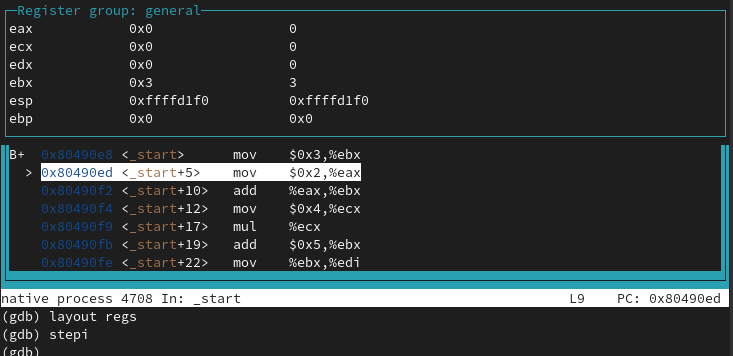 Register group: general
eax 0x0 0
ecx 0x0 0
edx 0x0 0
ebx 0x3 3
esp 0xffffd1f0 0xffffd1f0
ebp 0x0 0x0
B+ 0x80490e8 <_start> mov $0x3,%ebx
> 0x80490ed <_start+5> mov $0x2,%eax
0x80490f2 <_start+10> add %eax,%ebx
0x80490f4 <_start+12> mov $0x4,%ecx
0x80490f9 <_start+17> mul %ecx
0x80490fb <_start+19> add $0x5,%ebx
0x80490fe <_start+22> mov %ebx,%edi
native process 4708 In: _start L9 PC: 0x80490ed
(gdb) layout regs
(gdb) stepi
(gdb)